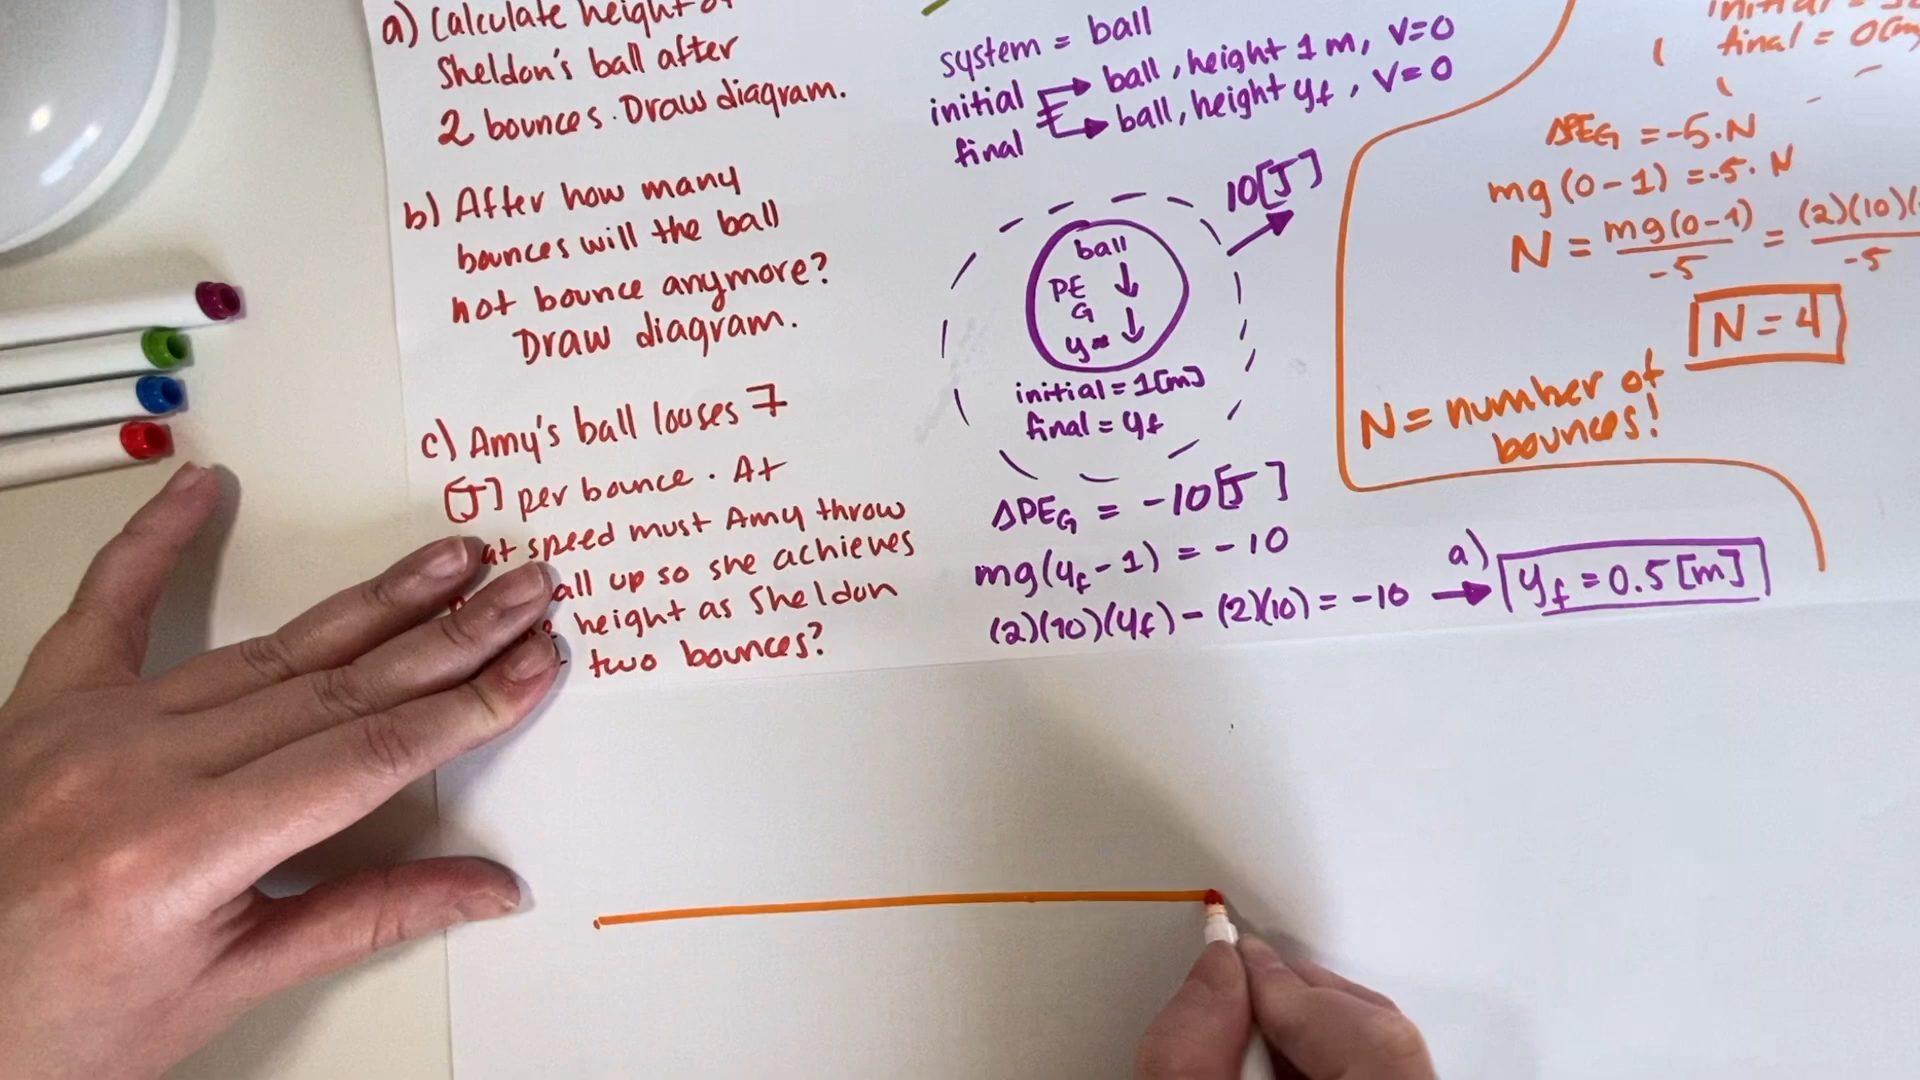 a) Calculate height of
Sheldon's ball after
2 bounces. Draw diagram.
b) After how many
bounces will the ball
not bounce anymore?
Draw diagram.
c) Amy's ball louses 7
[J] per bounce. At
at speed must Amy throw
all up so she achieves
height as Sheldon
two bounces?
system = ball
initial → ball, height 1 m, v=0
final → ball, height yf, v=0
10[J]
ball
PE ↓
G
y= ↓
initial = 1[m]
final = yf
ΔPEG = -10[J]
mg(yf - 1) = -10
(2)(10)(yf) - (2)(10) = -10 → a) yf = 0.5[m]
final = 0[m]
ΔPEG = -5·N
mg(0-1) = -5·N
N = mg(0-1)/-5 = (2)(10)(/-5
N = 4
N = number of
bounces!